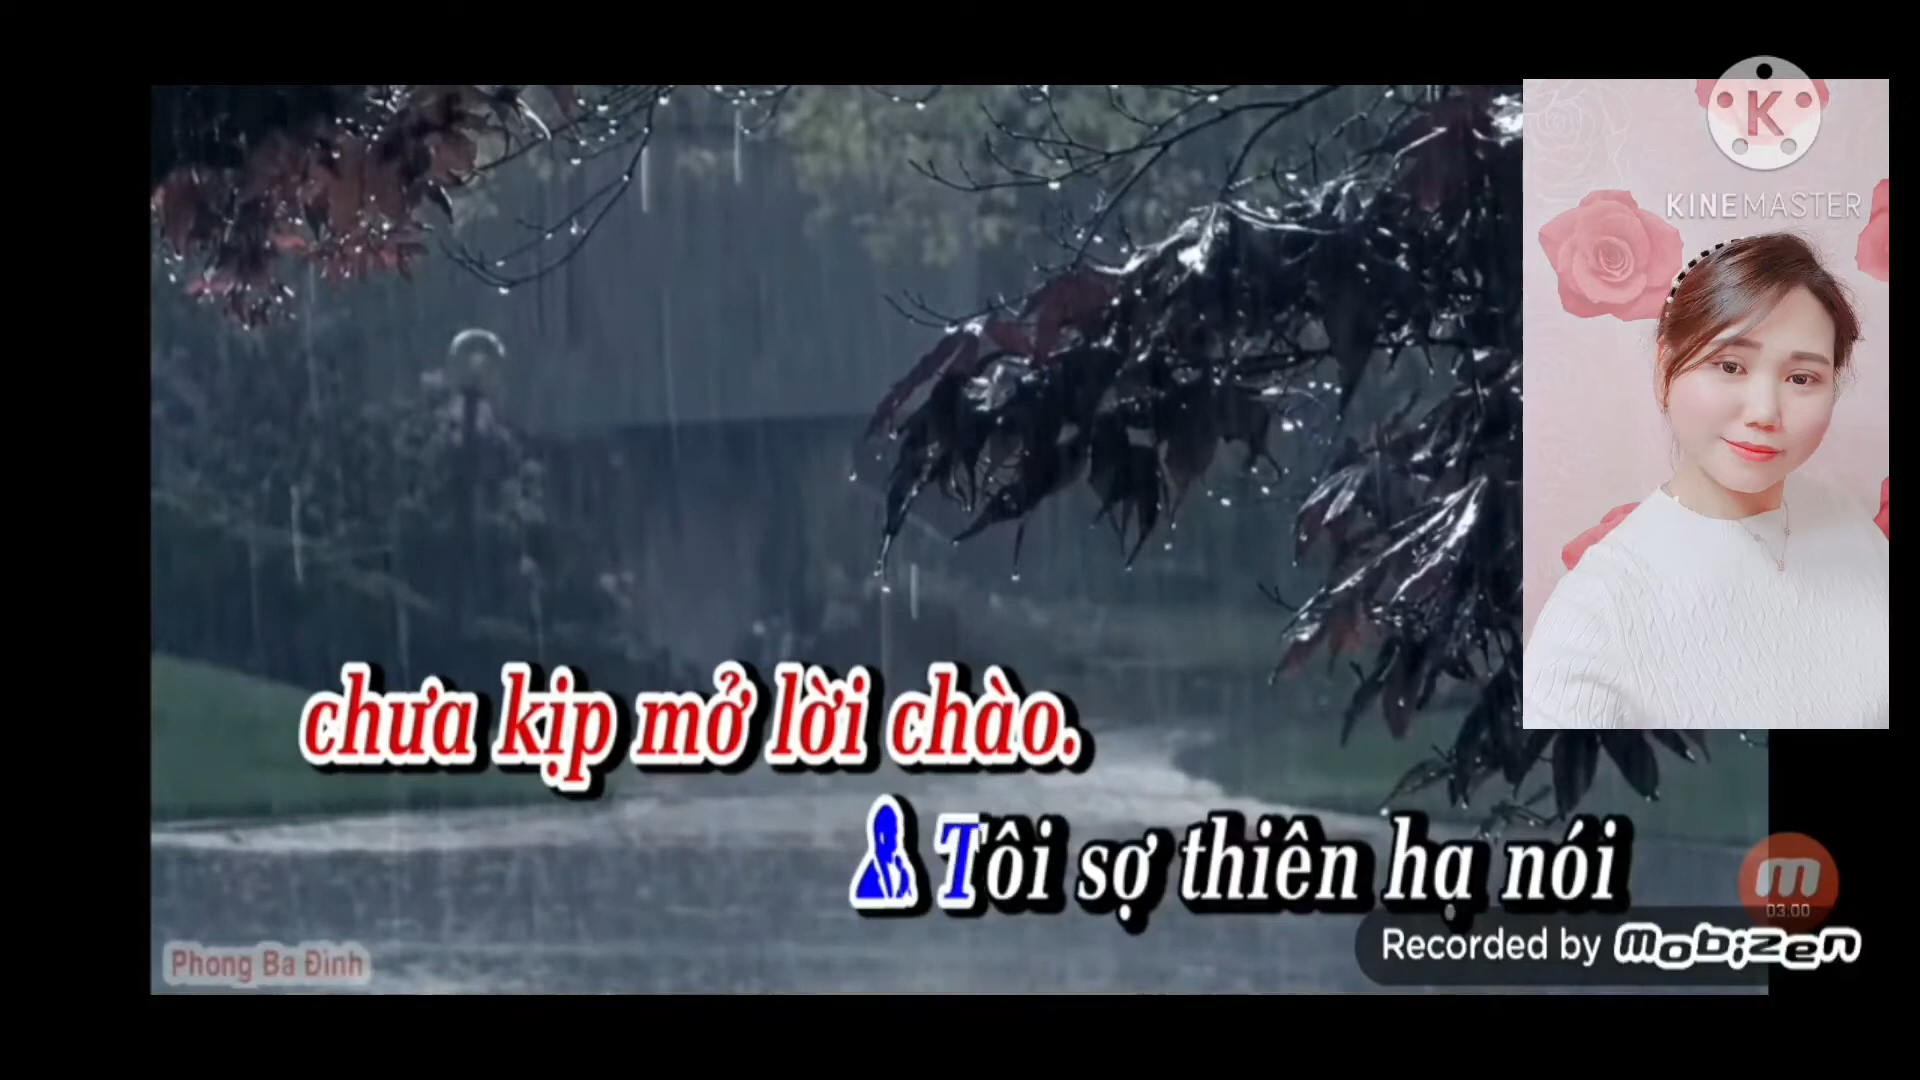 K
KINEMASTER
chưa kịp mở lời chào.
Tôi sợ thiên hạ nói
03:00
Recorded by mobizen
Phong Ba Đình